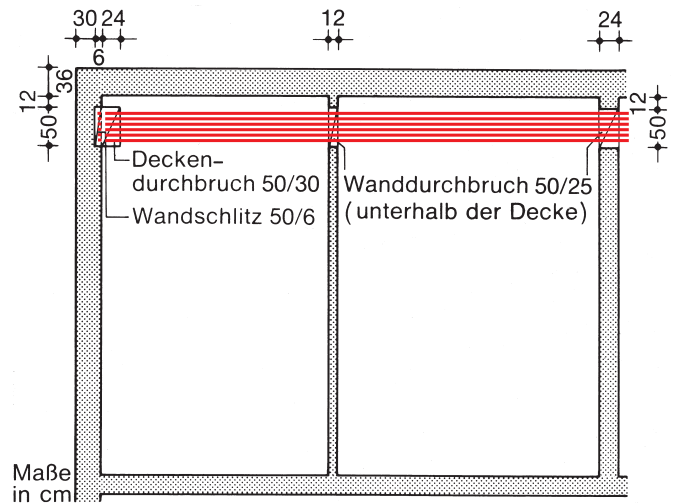 30 24 12 24
6
36
12
50
12
50
Decken-
durchbruch 50/30
Wandschlitz 50/6
Wanddurchbruch 50/25
(unterhalb der Decke)
Maße
in cm